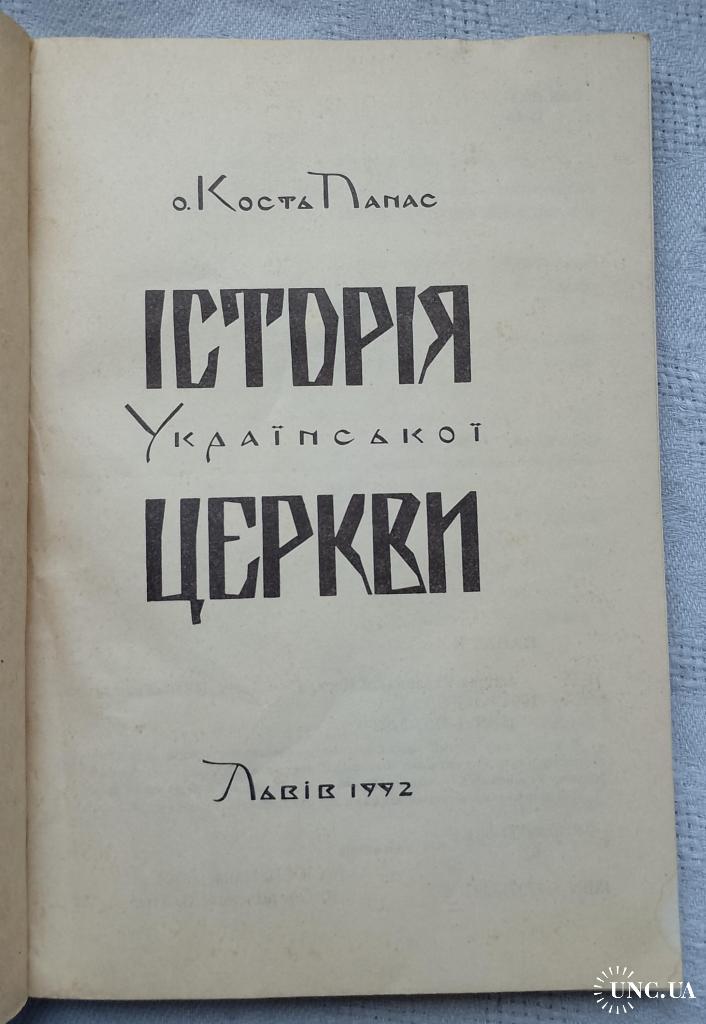 о. Кость Панас
ІСТОРІЯ
Української
ЦЕРКВИ
Львів 1992
UNC.UA